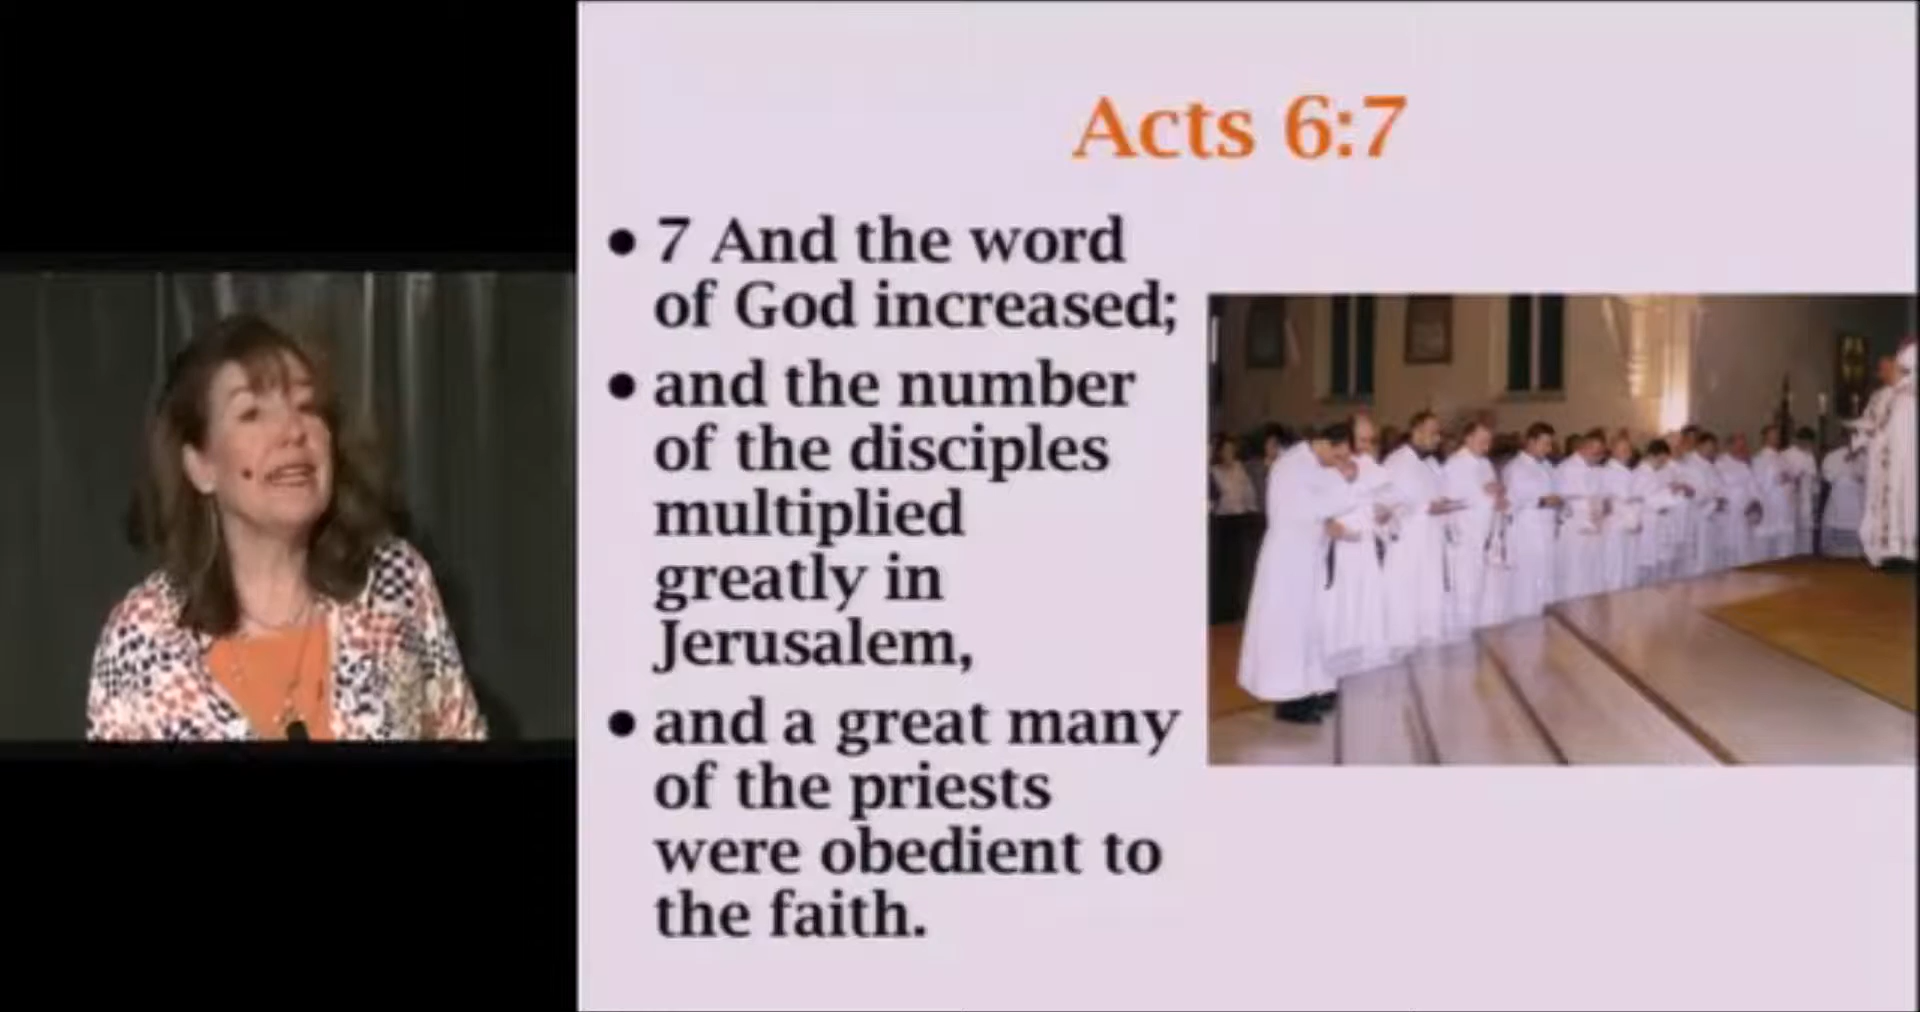 Acts 6:7
• 7 And the word
of God increased;
• and the number
of the disciples
multiplied
greatly in
Jerusalem,
• and a great many
of the priests
were obedient to
the faith.